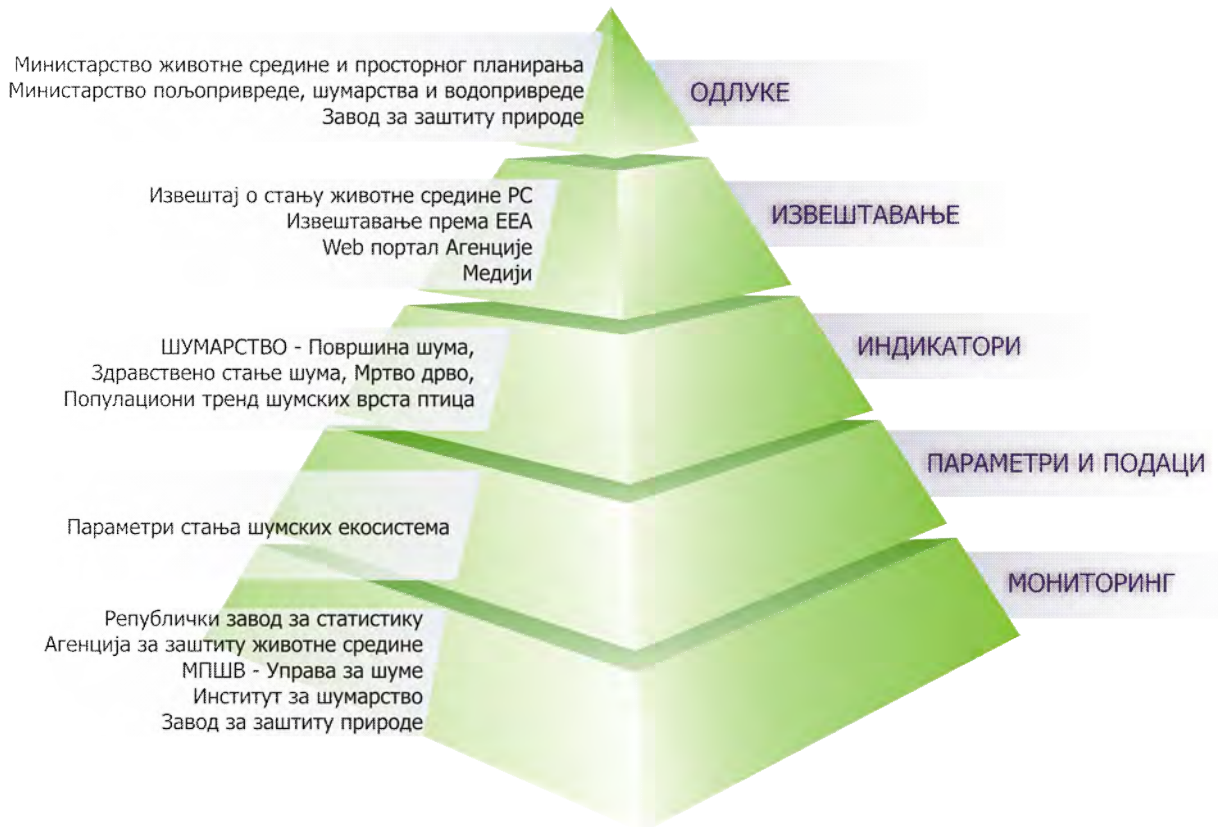 Министарство животне средине и просторног планирања
Министарство пољопривреде, шумарства и водопривреде
Завод за заштиту природе
ОДЛУКЕ
Извештај о стању животне средине РС
Извештавање према ЕЕА
Web портал Агенције
Медији
ИЗВЕШТАВАЊЕ
ШУМАРСТВО - Површина шума,
Здравствено стање шума, Мртво дрво,
Популациони тренд шумских врста птица
ИНДИКАТОРИ
Параметри стања шумских екосистема
ПАРАМЕТРИ И ПОДАЦИ
Републички завод за статистику
Агенција за заштиту животне средине
МПШВ - Управа за шуме
Институт за шумарство
Завод за заштиту природе
МОНИТОРИНГ